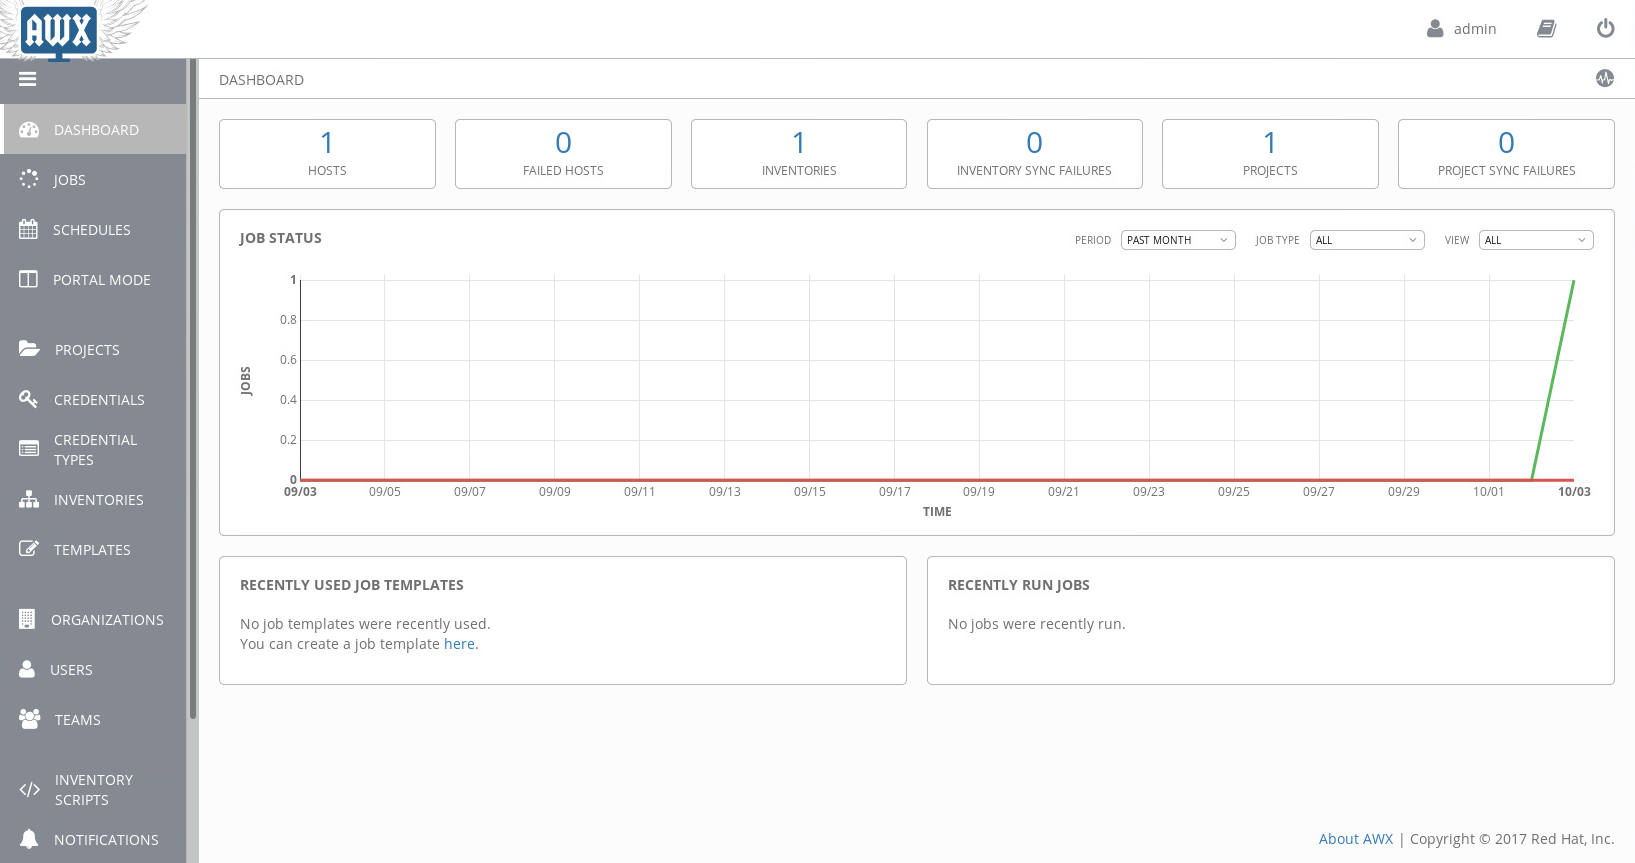 AWX
admin
DASHBOARD
JOBS
SCHEDULES
PORTAL MODE
PROJECTS
CREDENTIALS
CREDENTIAL
TYPES
INVENTORIES
TEMPLATES
ORGANIZATIONS
USERS
TEAMS
INVENTORY
SCRIPTS
NOTIFICATIONS
DASHBOARD
1
HOSTS
0
FAILED HOSTS
1
INVENTORIES
0
INVENTORY SYNC FAILURES
1
PROJECTS
0
PROJECT SYNC FAILURES
JOB STATUS
PERIOD PAST MONTH JOB TYPE ALL VIEW ALL
1
0.8
0.6
0.4
0.2
0
JOBS
09/03 09/05 09/07 09/09 09/11 09/13 09/15 09/17 09/19 09/21 09/23 09/25 09/27 09/29 10/01 10/03
TIME
RECENTLY USED JOB TEMPLATES
No job templates were recently used.
You can create a job template here.
RECENTLY RUN JOBS
No jobs were recently run.
About AWX | Copyright © 2017 Red Hat, Inc.